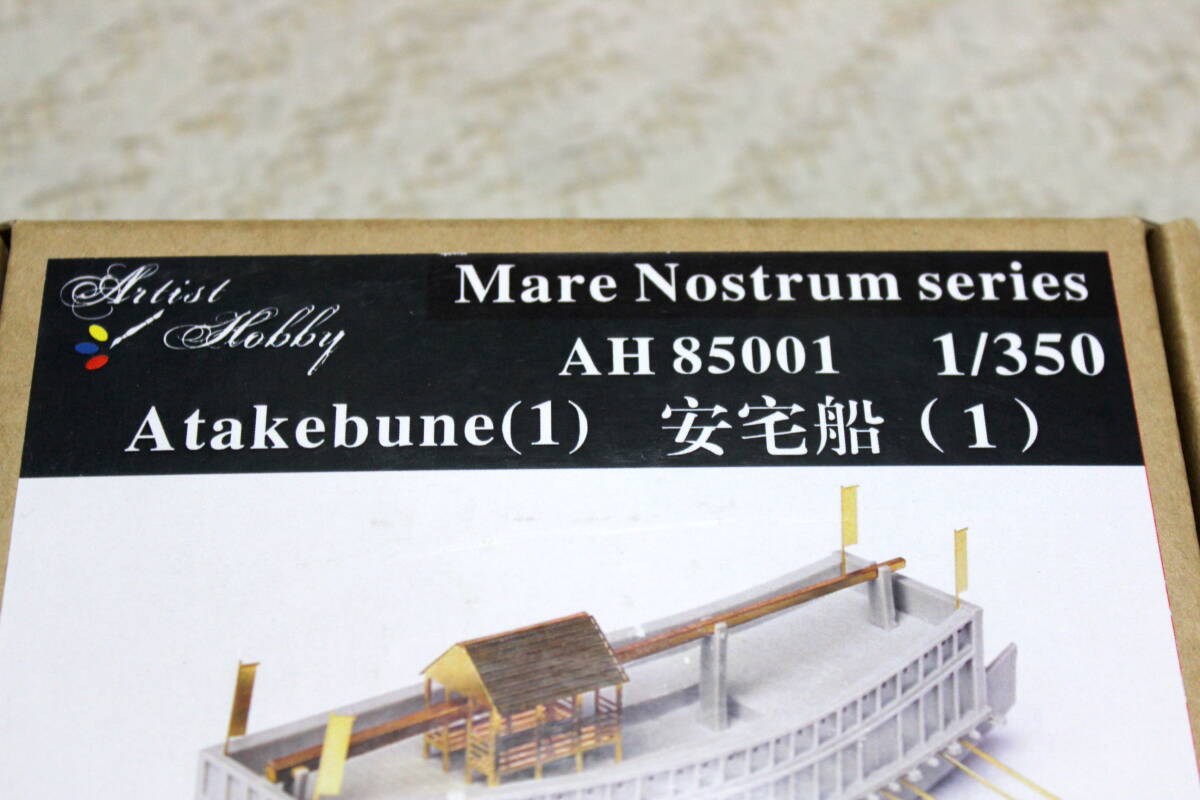 Artist
Hobby
Mare Nostrum series
AH 85001 1/350
Atakebune(1) 安宅船（1）